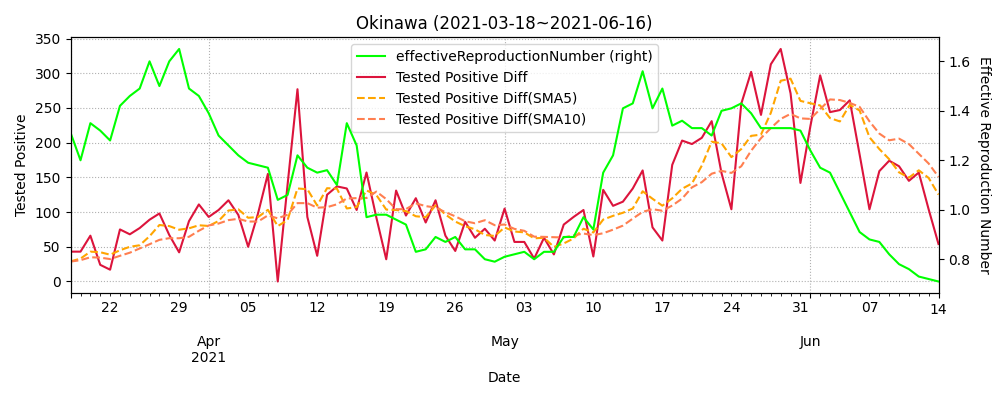 Okinawa (2021-03-18~2021-06-16)
effectiveReproductionNumber (right)
Tested Positive Diff
Tested Positive Diff(SMA5)
Tested Positive Diff(SMA10)
Tested Positive
350
300
250
200
150
100
50
0
1.6
1.4
1.2
1.0
0.8
Effective Reproduction Number
22 29 05 12 19 26 03 10 17 24 31 07 14
Apr May Jun
2021
Date